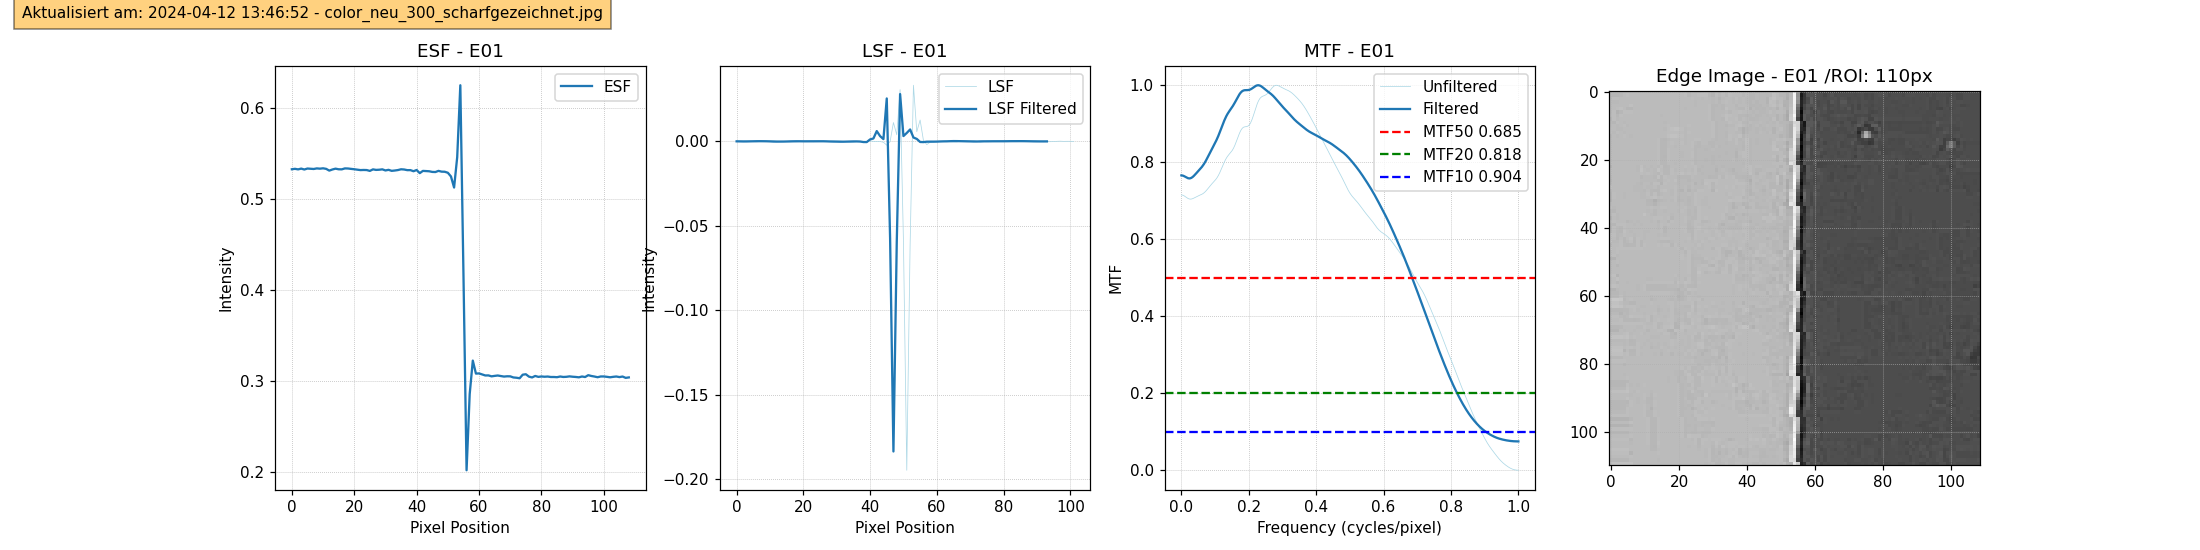 Aktualisiert am: 2024-04-12 13:46:52 - color_neu_300_scharfgezeichnet.jpg
ESF - E01
ESF
Intensity
0.6
0.5
0.4
0.3
0.2
0 20 40 60 80 100
Pixel Position
LSF - E01
LSF
LSF Filtered
Intensity
0.00
−0.05
−0.10
−0.15
−0.20
0 20 40 60 80 100
Pixel Position
MTF - E01
Unfiltered
Filtered
MTF50 0.685
MTF20 0.818
MTF10 0.904
MTF
1.0
0.8
0.6
0.4
0.2
0.0
0.0 0.2 0.4 0.6 0.8 1.0
Frequency (cycles/pixel)
Edge Image - E01 /ROI: 110px
0
20
40
60
80
100
0 20 40 60 80 100